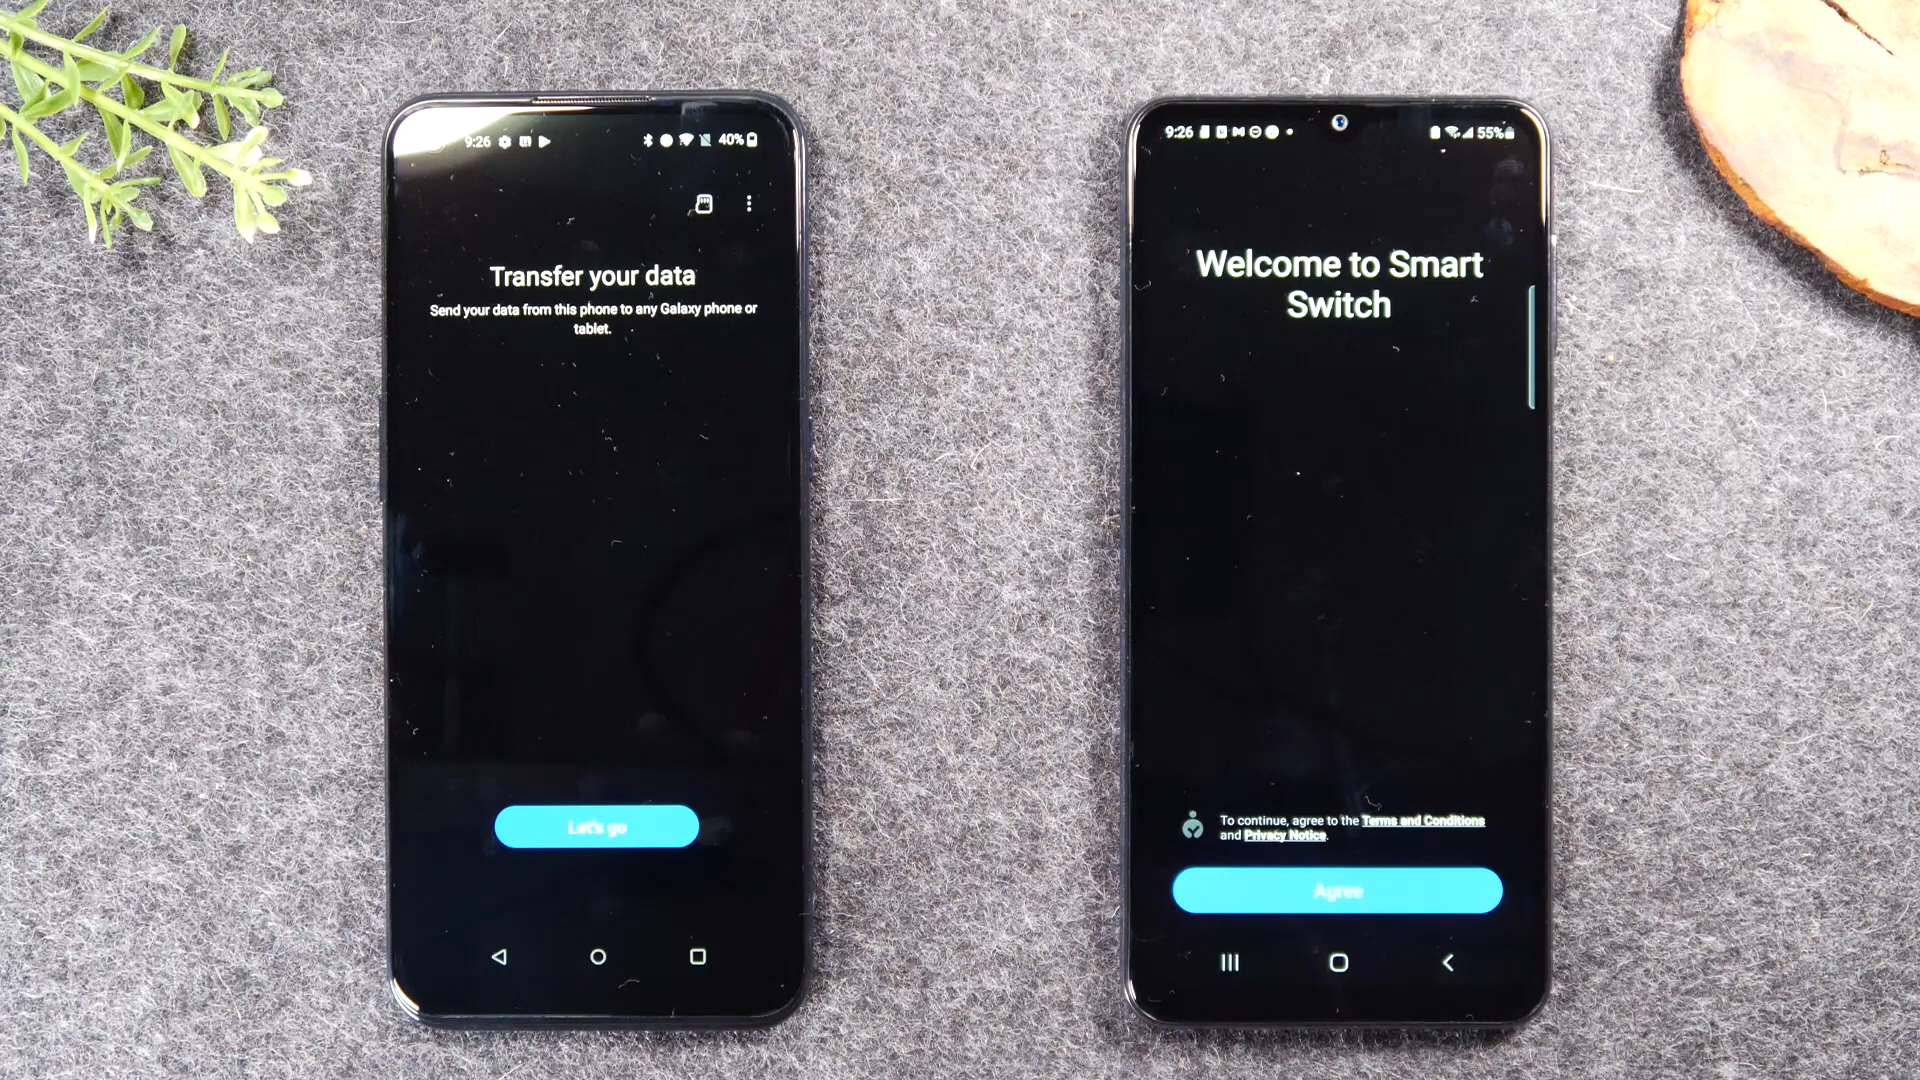 9:26
40%
Transfer your data
Send your data from this phone to any Galaxy phone or
tablet.
Let's go
9:26
55%
Welcome to Smart
Switch
To continue, agree to the Terms and Conditions
and Privacy Notice.
Agree